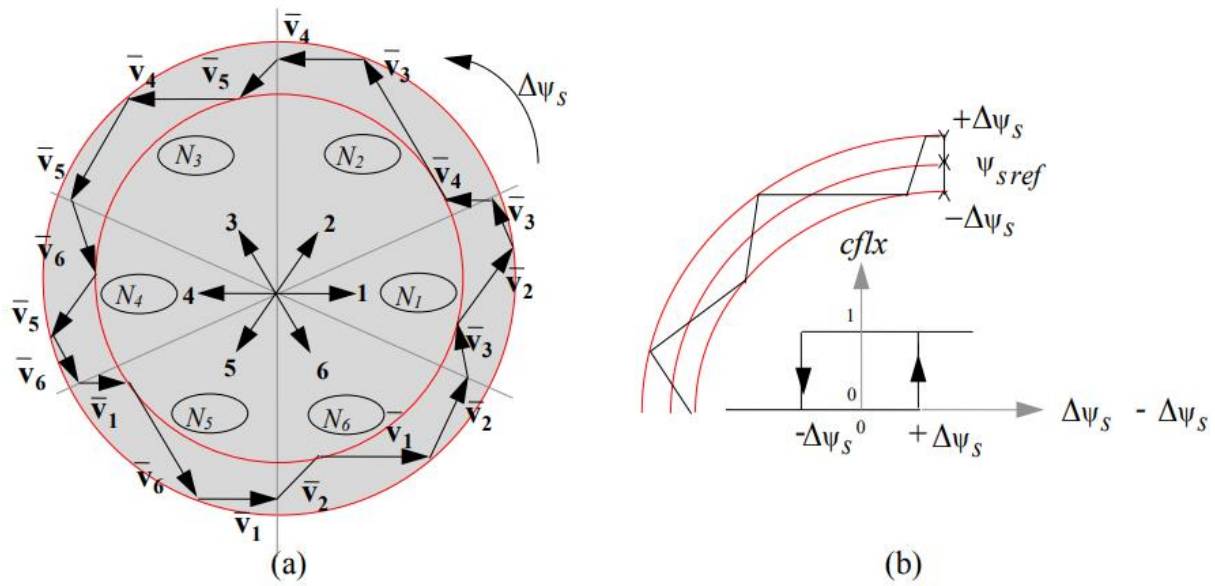 v̄₄
v̄₄ v̄₅ v̄₃
Δψₛ
N₃ N₂
v̄₅ v̄₄
v̄₃
3 2
v̄₆ v̄₂
N₄ 4 1 N₁
v̄₅ v̄₃
5 6
v̄₆
v̄₁ N₅ N₆ v̄₁ v̄₂
v̄₆ v̄₂
v̄₁
(a)
+Δψₛ
ψₛ ref
−Δψₛ
cflx
1
0
-Δψₛ 0 +Δψₛ Δψₛ - Δψₛ
(b)